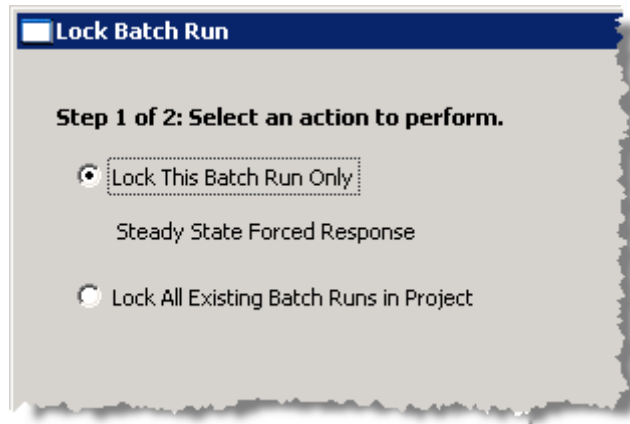 Lock Batch Run
Step 1 of 2: Select an action to perform.
Lock This Batch Run Only
Steady State Forced Response
Lock All Existing Batch Runs in Project